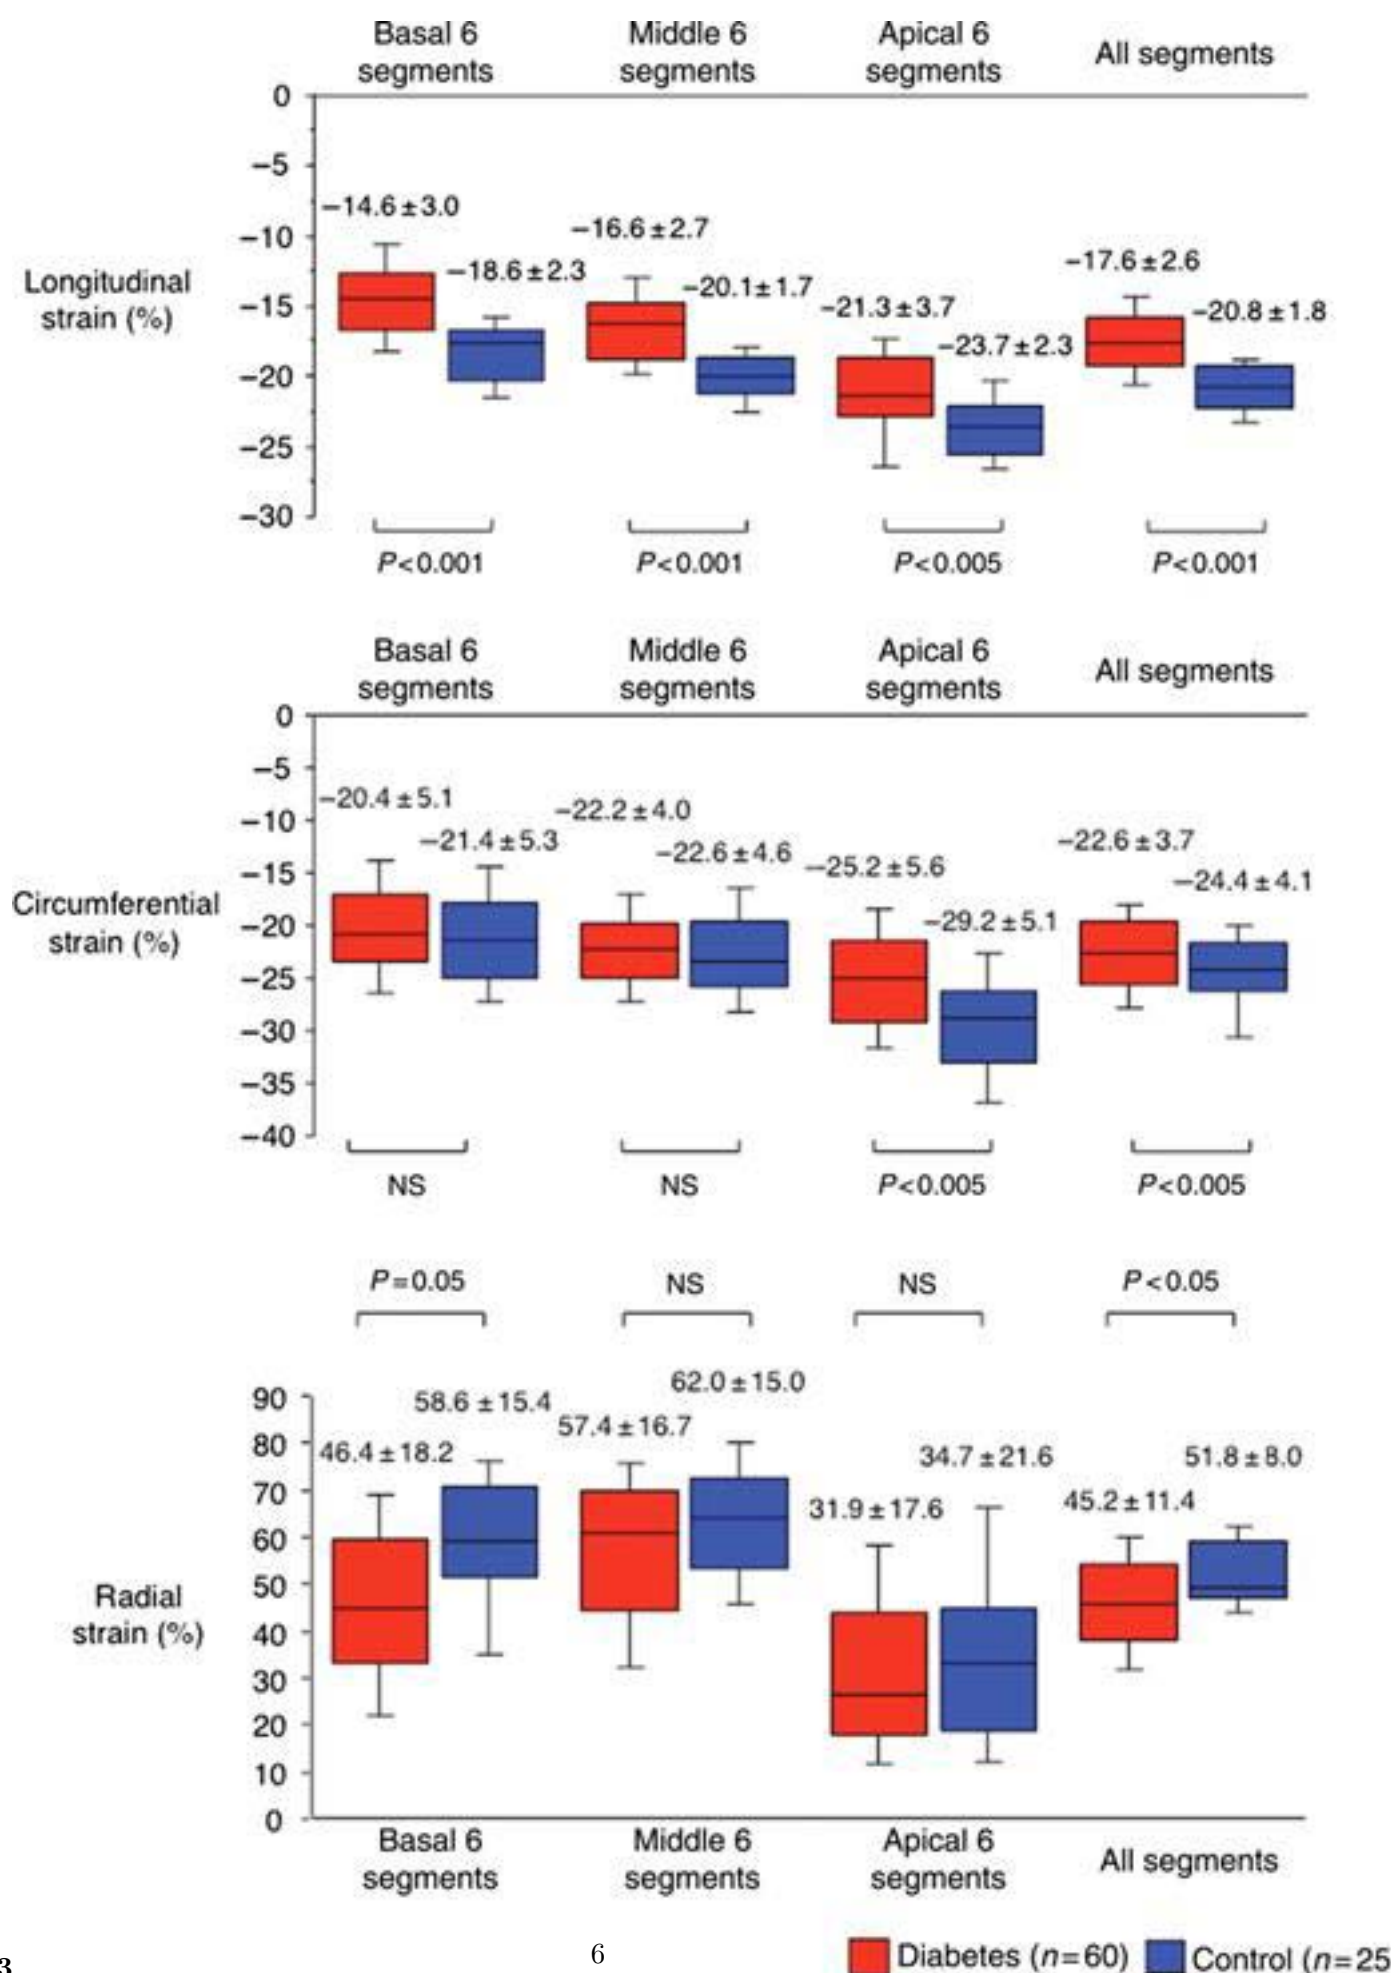 Basal 6 segments
Middle 6 segments
Apical 6 segments
All segments
0
−5
−10
−15
−20
−25
−30
Longitudinal
strain (%)
−14.6±3.0
−18.6±2.3
−16.6±2.7
−20.1±1.7
−21.3±3.7
−23.7±2.3
−17.6±2.6
−20.8±1.8
P<0.001
P<0.001
P<0.005
P<0.001
Basal 6 segments
Middle 6 segments
Apical 6 segments
All segments
0
−5
−10
−15
−20
−25
−30
−35
−40
Circumferential
strain (%)
−20.4±5.1
−21.4±5.3
−22.2±4.0
−22.6±4.6
−25.2±5.6
−29.2±5.1
−22.6±3.7
−24.4±4.1
NS
NS
P<0.005
P<0.005
P=0.05
NS
NS
P<0.05
90
80
70
60
50
40
30
20
10
0
Radial
strain (%)
46.4±18.2
58.6±15.4
57.4±16.7
62.0±15.0
31.9±17.6
34.7±21.6
45.2±11.4
51.8±8.0
Basal 6 segments
Middle 6 segments
Apical 6 segments
All segments
Diabetes (n=60)
Control (n=25
6
3